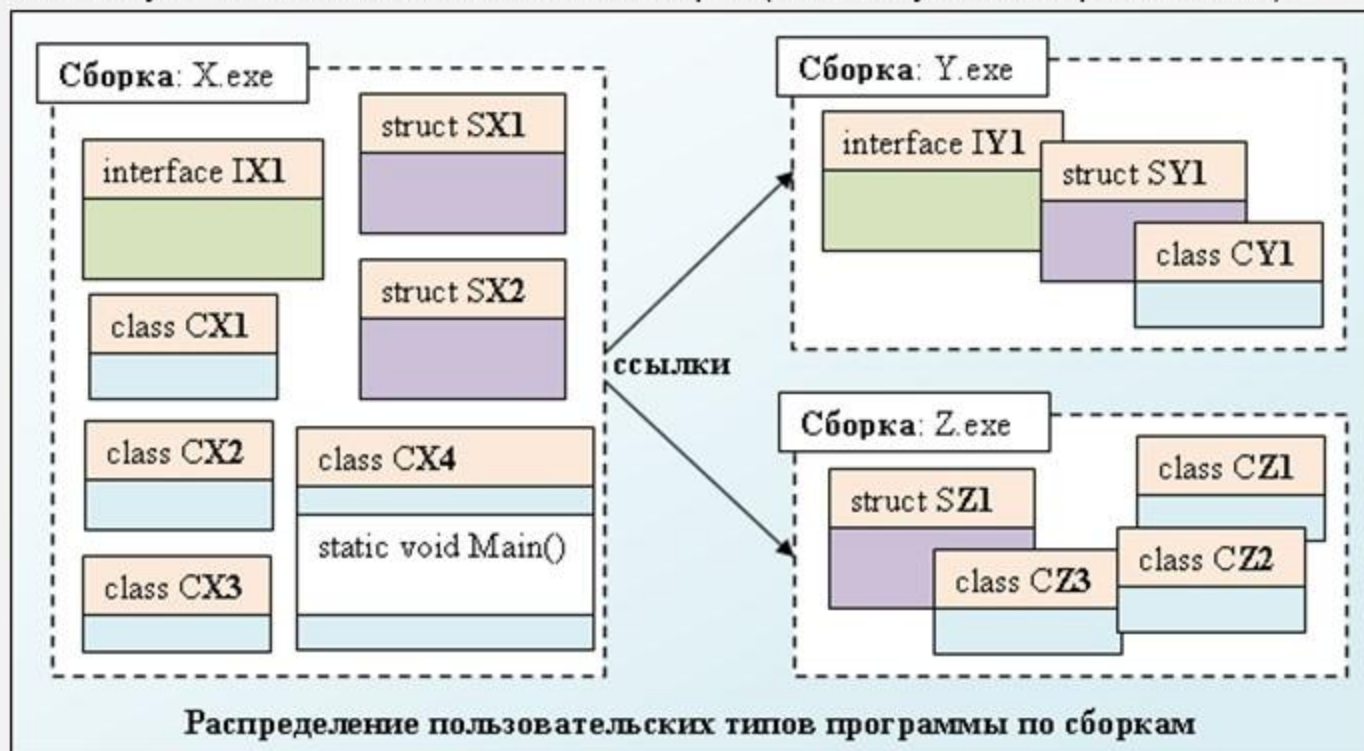 Сборка: X.exe
interface IX1
struct SX1
class CX1
struct SX2
class CX2
class CX4
static void Main()
class CX3
ссылки
Сборка: Y.exe
interface IY1
struct SY1
class CY1
Сборка: Z.exe
struct SZ1
class CZ1
class CZ3
class CZ2
Распределение пользовательских типов программы по сборкам